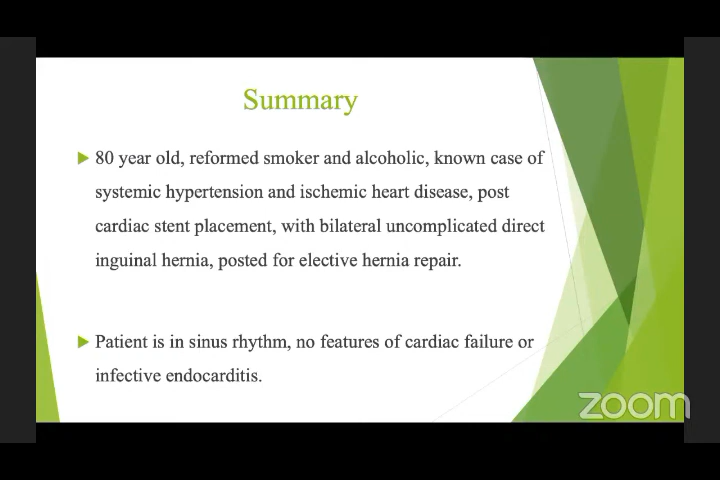 Summary
80 year old, reformed smoker and alcoholic, known case of
systemic hypertension and ischemic heart disease, post
cardiac stent placement, with bilateral uncomplicated direct
inguinal hernia, posted for elective hernia repair.
Patient is in sinus rhythm, no features of cardiac failure or
infective endocarditis.
zoom